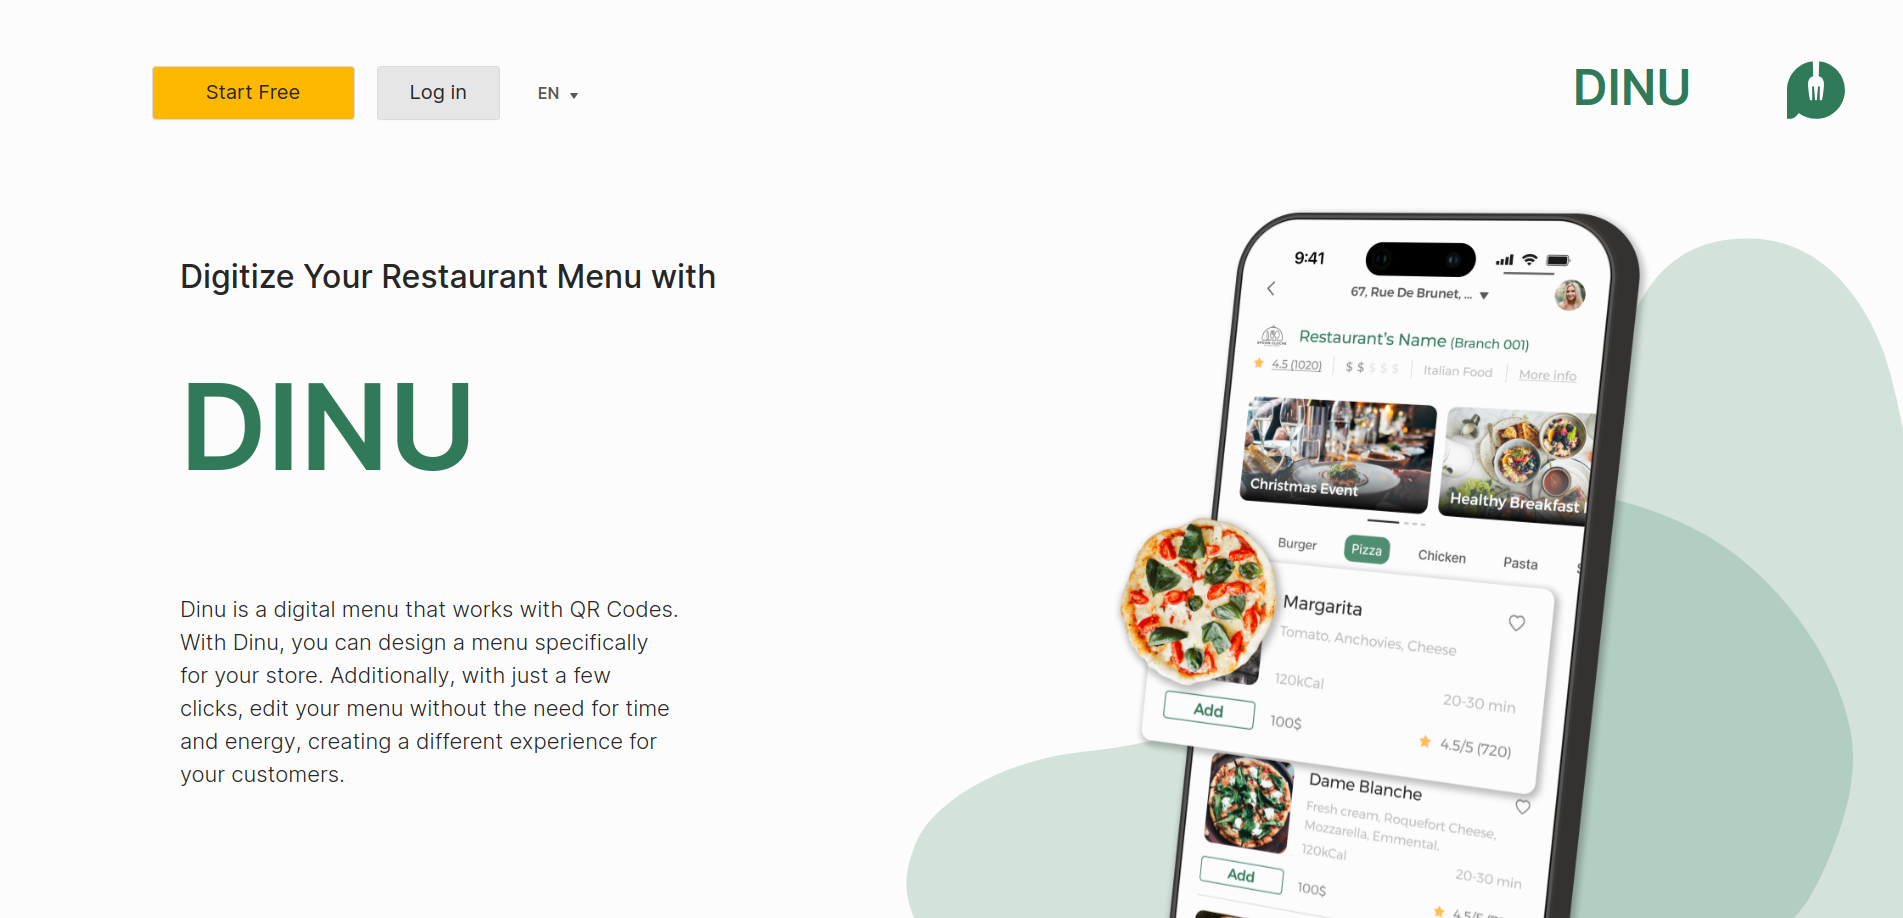 Start Free
Log in
EN
DINU
Digitize Your Restaurant Menu with
DINU
Dinu is a digital menu that works with QR Codes.
With Dinu, you can design a menu specifically
for your store. Additionally, with just a few
clicks, edit your menu without the need for time
and energy, creating a different experience for
your customers.
9:41
67, Rue De Brunet, ...
Restaurant's Name (Branch 001)
4.5 (1020) $ $ $ $ $ Italian Food More info
Christmas Event
Healthy Breakfast
Burger Pizza Chicken Pasta
Margarita
Tomato, Anchovies, Cheese
120kCal
20-30 min
Add 100$
4.5/5 (720)
Dame Blanche
Fresh cream, Roquefort Cheese,
Mozzarella, Emmental.
120kCal
20-30 min
Add 100$